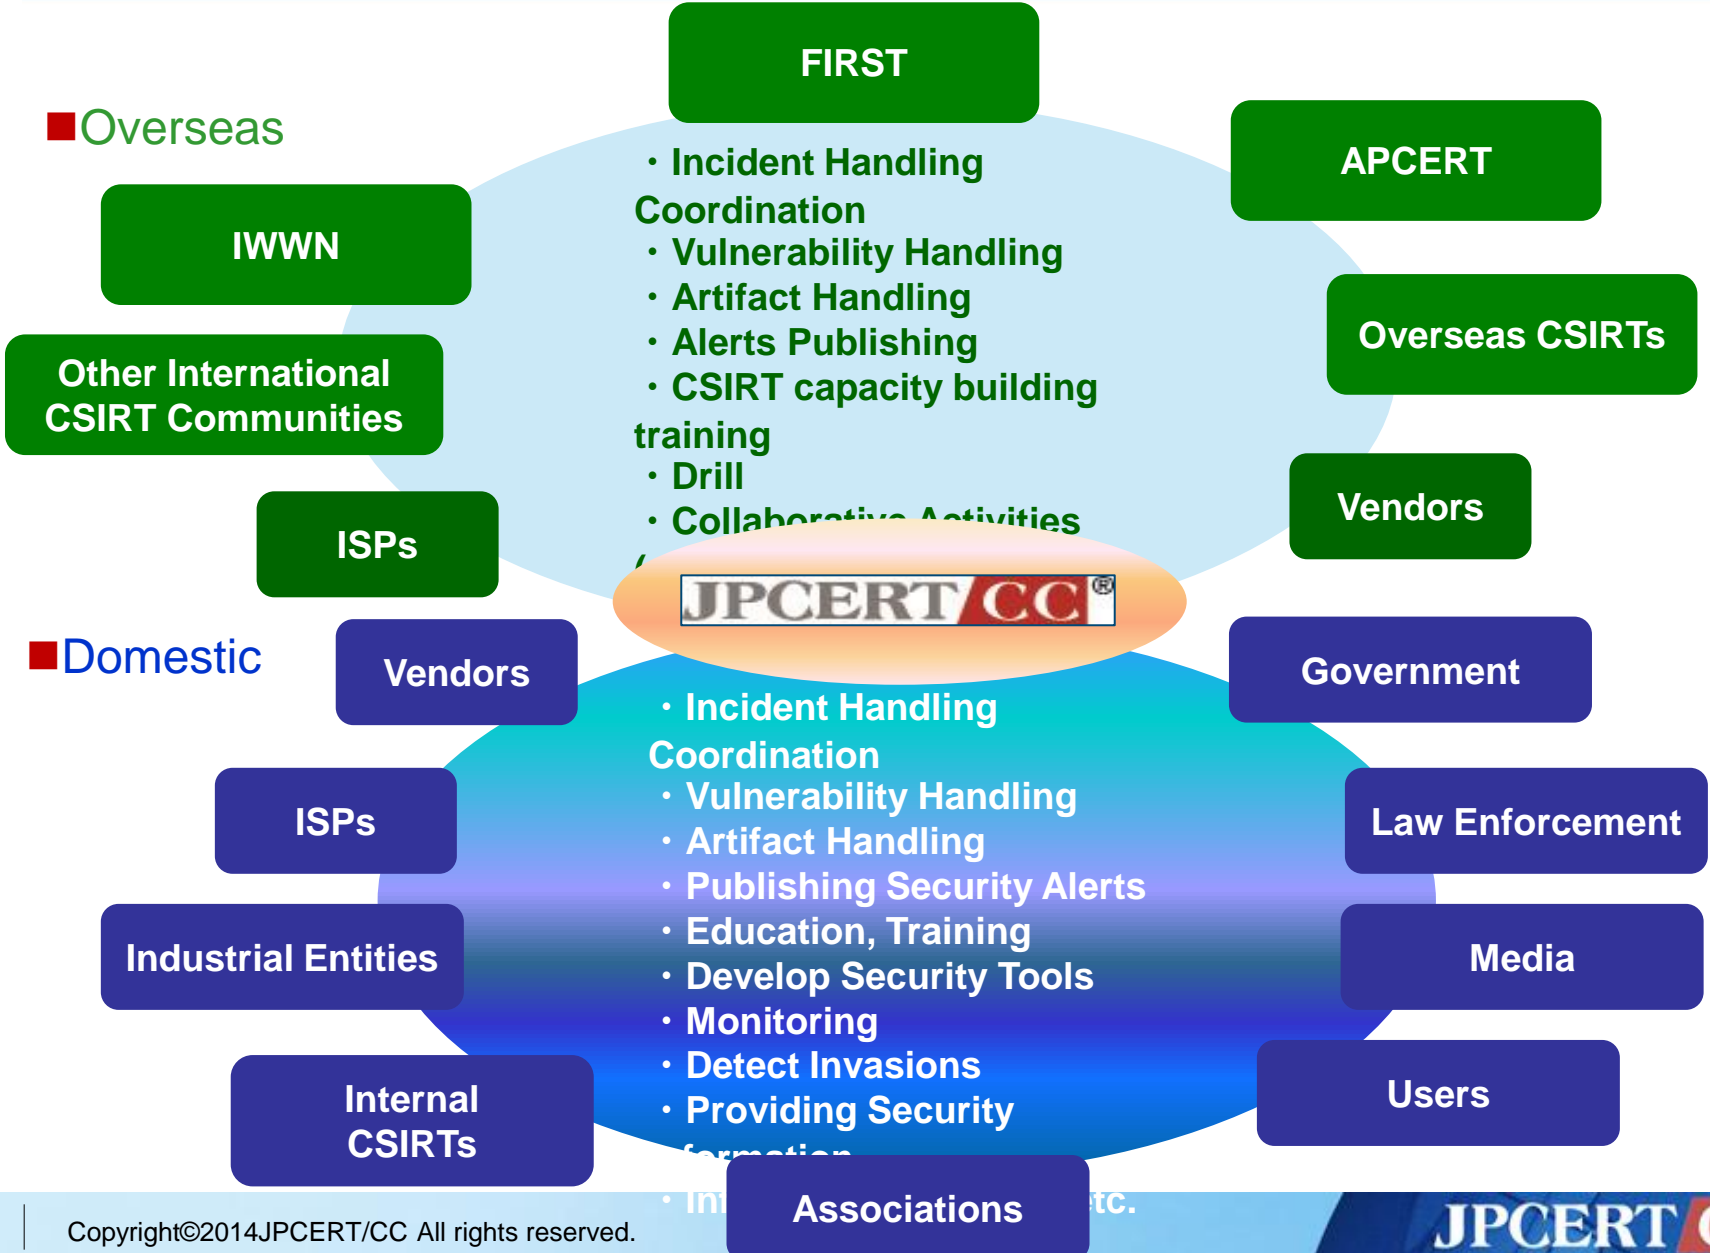 FIRST
■Overseas
APCERT
IWWN
Overseas CSIRTs
Other International
CSIRT Communities
Vendors
ISPs
・Incident Handling
Coordination
・Vulnerability Handling
・Artifact Handling
・Alerts Publishing
・CSIRT capacity building
training
・Drill
・Collaborative Activities
JPCERT/CC®
■Domestic
Vendors
Government
ISPs
Law Enforcement
Industrial Entities
Media
Internal
CSIRTs
Users
・Incident Handling
Coordination
・Vulnerability Handling
・Artifact Handling
・Publishing Security Alerts
・Education, Training
・Develop Security Tools
・Monitoring
・Detect Invasions
・Providing Security
etc.
Associations
Copyright©2014JPCERT/CC All rights reserved.
JPCERT